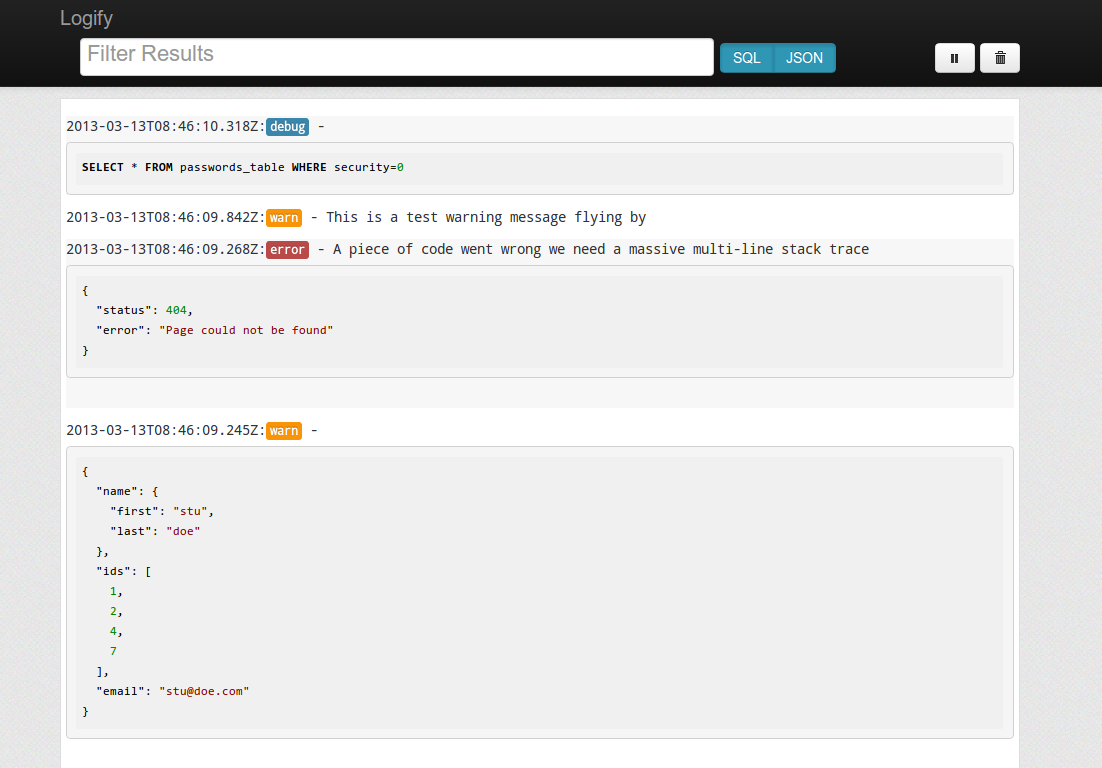 Logify
Filter Results
SQL JSON
2013-03-13T08:46:10.318Z:debug -
SELECT * FROM passwords_table WHERE security=0
2013-03-13T08:46:09.842Z:warn - This is a test warning message flying by
2013-03-13T08:46:09.268Z:error - A piece of code went wrong we need a massive multi-line stack trace
{
  "status": 404,
  "error": "Page could not be found"
}
2013-03-13T08:46:09.245Z:warn -
{
  "name": {
    "first": "stu",
    "last": "doe"
  },
  "ids": [
    1,
    2,
    4,
    7
  ],
  "email": "stu@doe.com"
}